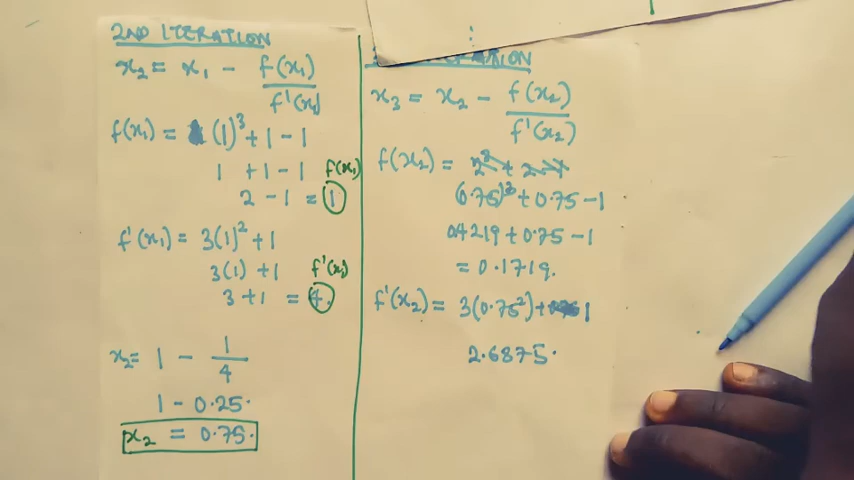 2ND ITERATION
x₂ = x₁ - f(x₁)
f'(x₁)
f(x₁) = (1)³ + 1 - 1
1 + 1 - 1 f(x₁)
2 - 1 = 1
f'(x₁) = 3(1)² + 1
3(1) + 1 f'(x₁)
3 + 1 = 4.
x₂ = 1 - 1
4
1 - 0.25.
x₂ = 0.75.
x₃ = x₂ - f(x₂)
f'(x₂)
f(x₂) =
(0.75)³ + 0.75 - 1
0.4219 + 0.75 - 1
= 0.1719.
f'(x₂) = 3(0.75²) + 1
2.6875.